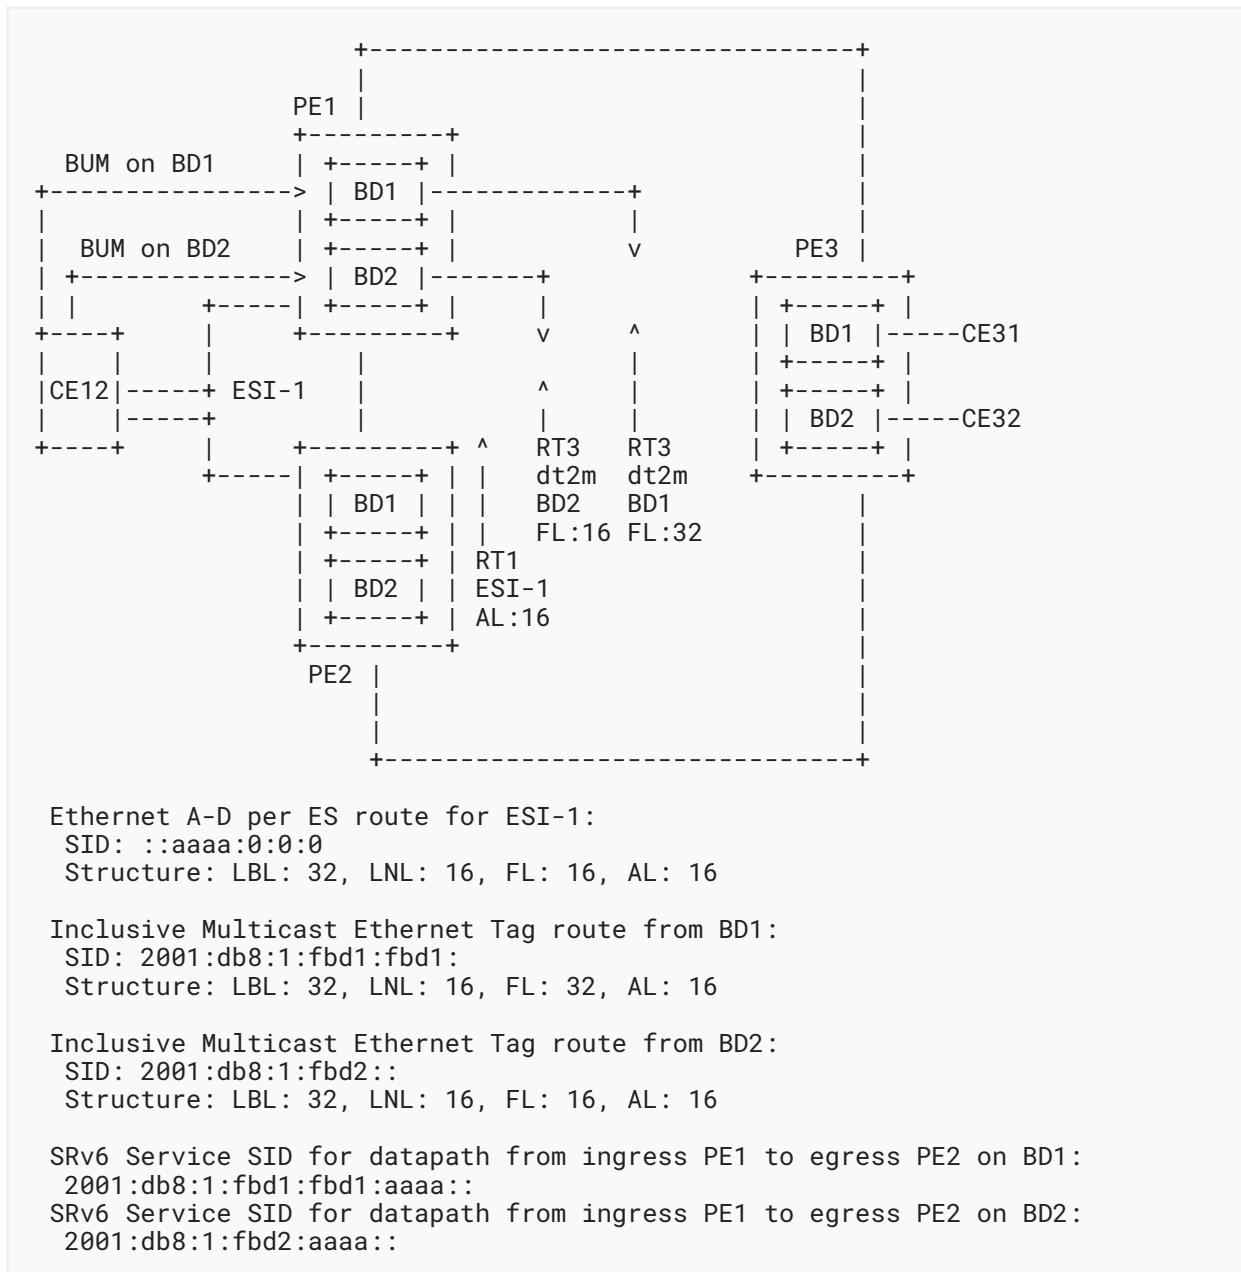 +--------------------------------+
                     |                                |
                 PE1 |                                |
                 +---------+                          |
  BUM on BD1     | +-----+ |                          |
+----------------> | BD1 |-------------+              |
|                | +-----+ |           |              |
|  BUM on BD2    | +-----+ |           v          PE3 |
| +--------------> | BD2 |-------+             +---------+
| |        +-----| +-----+ |     |             | +-----+ |
+----+     |     +---------+     v     ^       | | BD1 |-----CE31
|    |     |         |                 |       | +-----+ |
|CE12|-----+ ESI-1   |           ^     |       | +-----+ |
|    |-----+         |           |     |       | | BD2 |-----CE32
+----+     |     +---------+ ^   RT3   RT3     | +-----+ |
           +-----| +-----+ | |   dt2m  dt2m    +---------+
                 | | BD1 | | |   BD2   BD1            |
                 | +-----+ | |   FL:16 FL:32          |
                 | +-----+ | RT1                      |
                 | | BD2 | | ESI-1                    |
                 | +-----+ | AL:16                    |
                 +---------+                          |
                  PE2 |                               |
                      |                               |
                      |                               |
                      +-------------------------------+
Ethernet A-D per ES route for ESI-1:
SID: ::aaaa:0:0:0
Structure: LBL: 32, LNL: 16, FL: 16, AL: 16
Inclusive Multicast Ethernet Tag route from BD1:
SID: 2001:db8:1:fbd1:fbd1:
Structure: LBL: 32, LNL: 16, FL: 32, AL: 16
Inclusive Multicast Ethernet Tag route from BD2:
SID: 2001:db8:1:fbd2::
Structure: LBL: 32, LNL: 16, FL: 16, AL: 16
SRv6 Service SID for datapath from ingress PE1 to egress PE2 on BD1:
2001:db8:1:fbd1:fbd1:aaaa::
SRv6 Service SID for datapath from ingress PE1 to egress PE2 on BD2:
2001:db8:1:fbd2:aaaa::